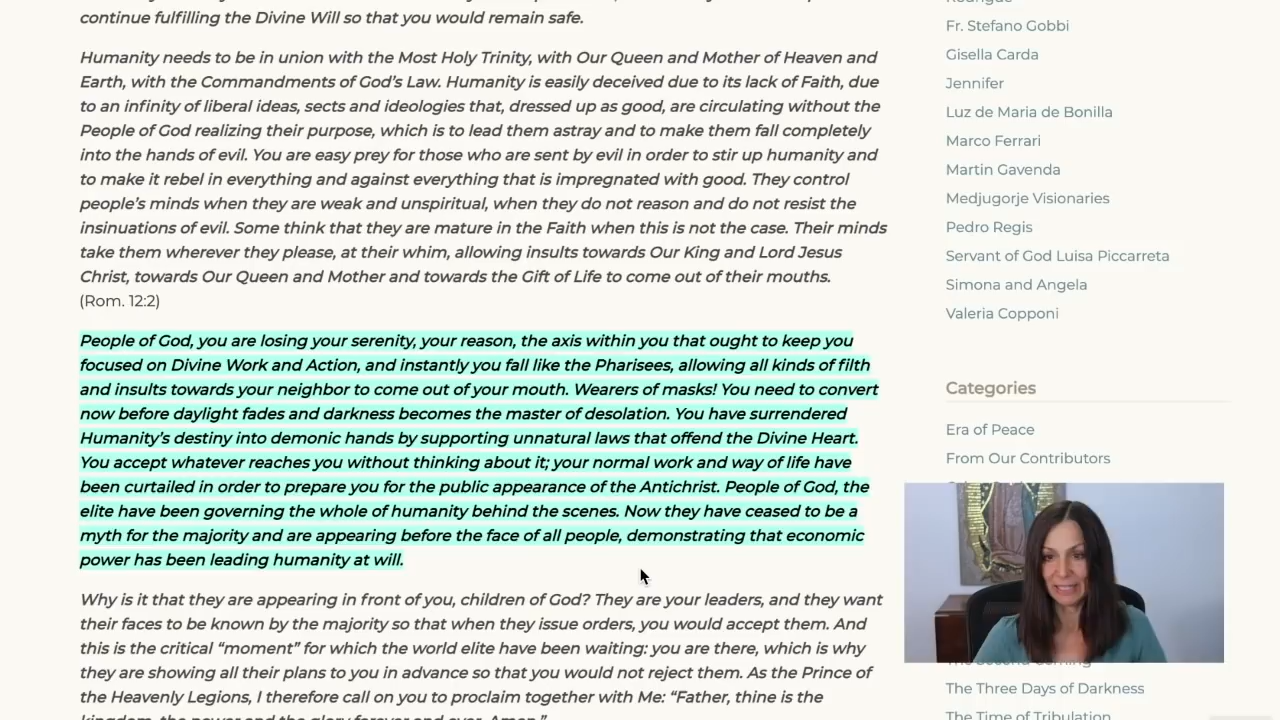 continue fulfilling the Divine Will so that you would remain safe.
Humanity needs to be in union with the Most Holy Trinity, with Our Queen and Mother of Heaven and
Earth, with the Commandments of God’s Law. Humanity is easily deceived due to its lack of Faith, due
to an infinity of liberal ideas, sects and ideologies that, dressed up as good, are circulating without the
People of God realizing their purpose, which is to lead them astray and to make them fall completely
into the hands of evil. You are easy prey for those who are sent by evil in order to stir up humanity and
to make it rebel in everything and against everything that is impregnated with good. They control
people’s minds when they are weak and unspiritual, when they do not reason and do not resist the
insinuations of evil. Some think that they are mature in the Faith when this is not the case. Their minds
take them wherever they please, at their whim, allowing insults towards Our King and Lord Jesus
Christ, towards Our Queen and Mother and towards the Gift of Life to come out of their mouths.
(Rom. 12:2)
People of God, you are losing your serenity, your reason, the axis within you that ought to keep you
focused on Divine Work and Action, and instantly you fall like the Pharisees, allowing all kinds of filth
and insults towards your neighbor to come out of your mouth. Wearers of masks! You need to convert
now before daylight fades and darkness becomes the master of desolation. You have surrendered
Humanity’s destiny into demonic hands by supporting unnatural laws that offend the Divine Heart.
You accept whatever reaches you without thinking about it; your normal work and way of life have
been curtailed in order to prepare you for the public appearance of the Antichrist. People of God, the
elite have been governing the whole of humanity behind the scenes. Now they have ceased to be a
myth for the majority and are appearing before the face of all people, demonstrating that economic
power has been leading humanity at will.
Why is it that they are appearing in front of you, children of God? They are your leaders, and they want
their faces to be known by the majority so that when they issue orders, you would accept them. And
this is the critical “moment” for which the world elite have been waiting: you are there, which is why
they are showing all their plans to you in advance so that you would not reject them. As the Prince of
the Heavenly Legions, I therefore call on you to proclaim together with Me: “Father, thine is the
kingdom, the power and the glory forever and ever. Amen.”
Fr. Stefano Gobbi
Gisella Carda
Jennifer
Luz de Maria de Bonilla
Marco Ferrari
Martin Gavenda
Medjugorje Visionaries
Pedro Regis
Servant of God Luisa Piccarreta
Simona and Angela
Valeria Copponi
Categories
Era of Peace
From Our Contributors
The Second Coming
The Three Days of Darkness
The Time of Tribulation